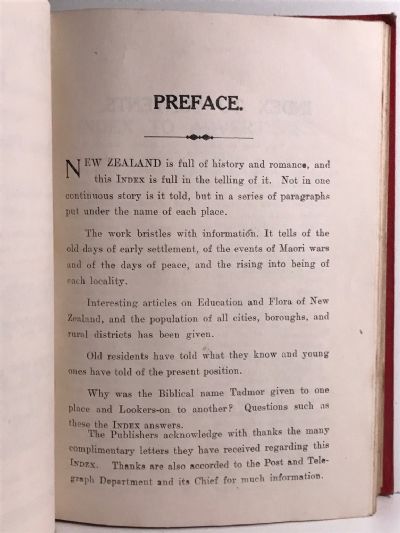 PREFACE.
NEW ZEALAND is full of history and romance, and
this INDEX is full in the telling of it. Not in one
continuous story is it told, but in a series of paragraphs
put under the name of each place.
The work bristles with information. It tells of the
old days of early settlement, of the events of Maori wars
and of the days of peace, and the rising into being of
each locality.
Interesting articles on Education and Flora of New
Zealand, and the population of all cities, boroughs, and
rural districts has been given.
Old residents have told what they know and young
ones have told of the present position.
Why was the Biblical name Tadmor given to one
place and Lookers-on to another? Questions such as
these the INDEX answers.
The Publishers acknowledge with thanks the many
complimentary letters they have received regarding this
INDEX. Thanks are also accorded to the Post and Tele-
graph Department and its Chief for much information.